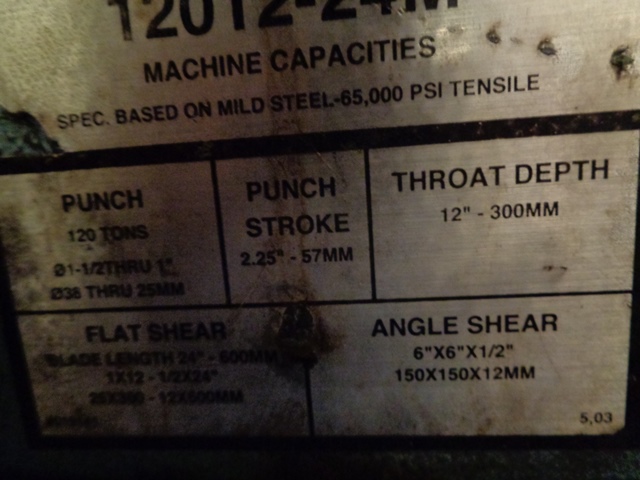 12012-24M
MACHINE CAPACITIES
SPEC. BASED ON MILD STEEL-65,000 PSI TENSILE
PUNCH
120 TONS
Ø1-1/2THRU 1"
Ø38 THRU 25MM
PUNCH
STROKE
2.25" - 57MM
THROAT DEPTH
12" - 300MM
FLAT SHEAR
BLADE LENGTH 24" - 600MM
1X12 - 1/2X24"
25X300 - 12X600MM
ANGLE SHEAR
6"X6"X1/2"
150X150X12MM
5,03